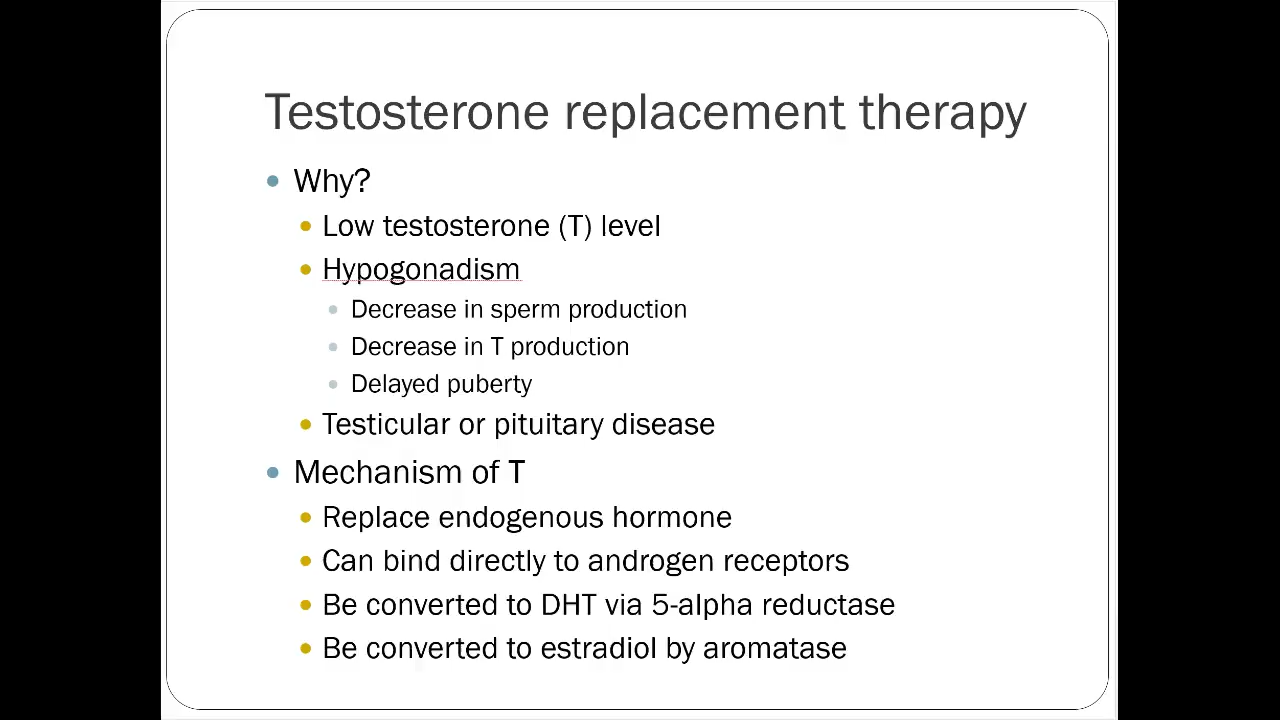 Testosterone replacement therapy
Why?
Low testosterone (T) level
Hypogonadism
Decrease in sperm production
Decrease in T production
Delayed puberty
Testicular or pituitary disease
Mechanism of T
Replace endogenous hormone
Can bind directly to androgen receptors
Be converted to DHT via 5-alpha reductase
Be converted to estradiol by aromatase